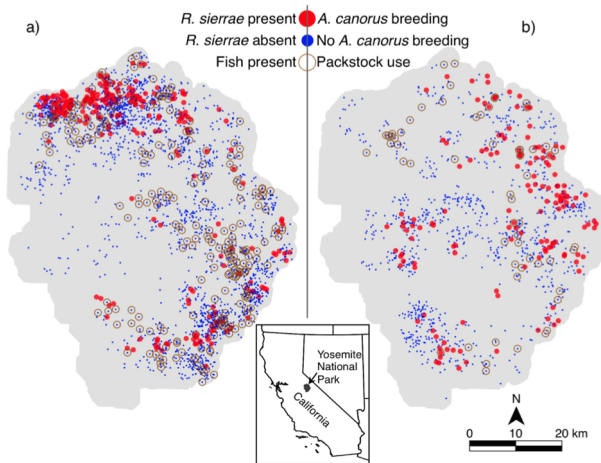 a)
R. sierrae present A. canorus breeding
b)
R. sierrae absent No A. canorus breeding
Fish present Packstock use
Yosemite
National
Park
California
N
0 10 20 km